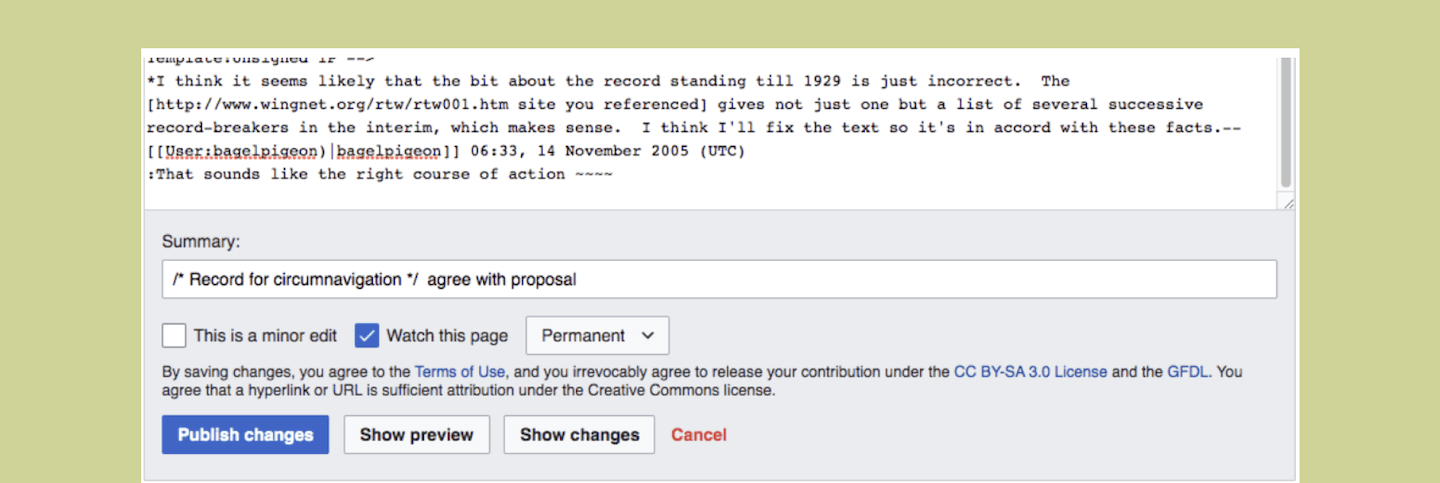 Template:Unsigned IP -->
*I think it seems likely that the bit about the record standing till 1929 is just incorrect.  The
[http://www.wingnet.org/rtw/rtw001.htm site you referenced] gives not just one but a list of several successive
record-breakers in the interim, which makes sense.  I think I'll fix the text so it's in accord with these facts.--
[[User:bagelpigeon)|bagelpigeon]] 06:33, 14 November 2005 (UTC)
:That sounds like the right course of action ~~~~
Summary:
/* Record for circumnavigation */  agree with proposal
This is a minor edit Watch this page Permanent
By saving changes, you agree to the Terms of Use, and you irrevocably agree to release your contribution under the CC BY-SA 3.0 License and the GFDL. You
agree that a hyperlink or URL is sufficient attribution under the Creative Commons license.
Publish changes Show preview Show changes Cancel